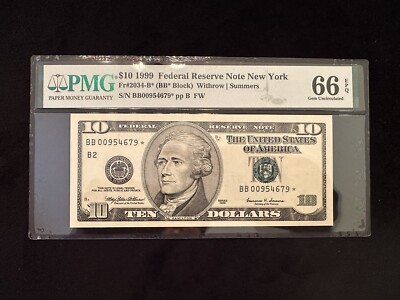 PMG
PAPER MONEY GUARANTY
$10 1999 Federal Reserve Note New York
Fr#2034-B* (BB* Block) Withrow | Summers
S/N BB00954679* pp B FW
66 EPQ
Gem Uncirculated
10
THE UNITED STATES
OF AMERICA
10
BB 00954679 *
B2
BB 00954679 *
10
TEN
DOLLARS
10